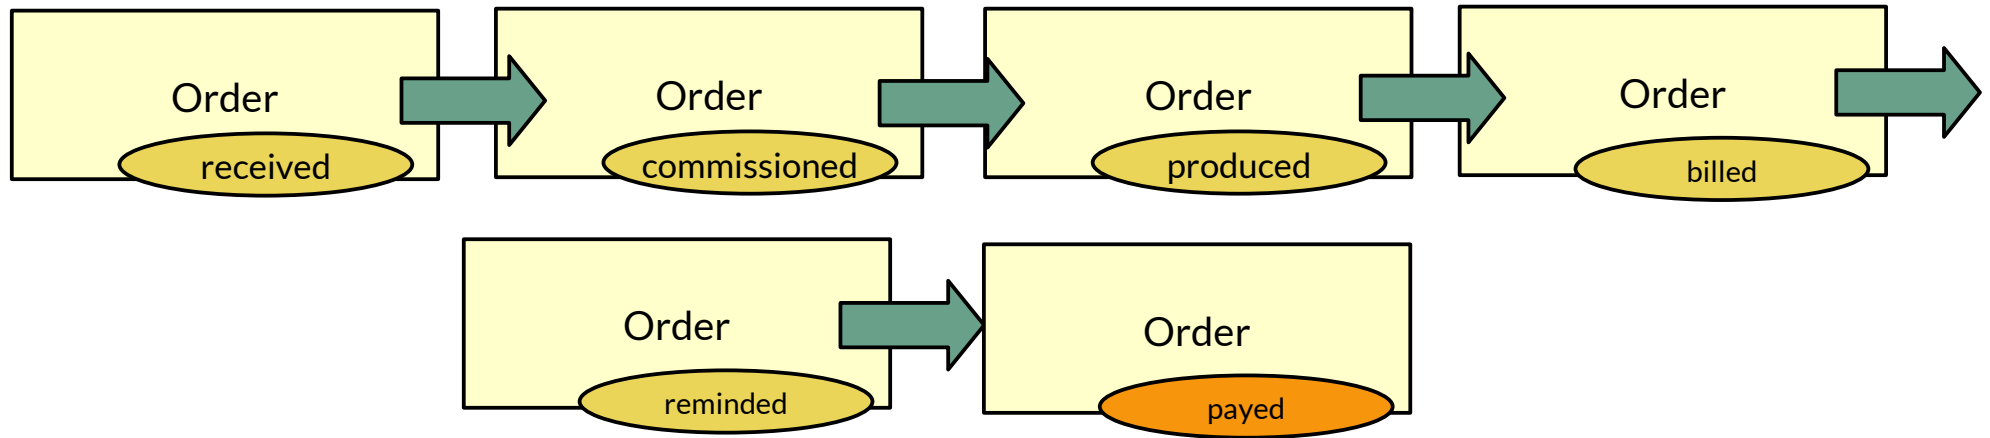 Order
received
Order
commissioned
Order
produced
Order
billed
Order
reminded
Order
payed